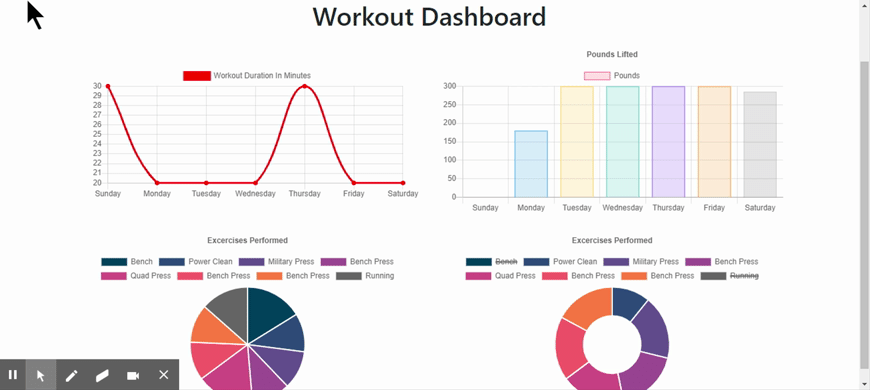 Workout Dashboard
Workout Duration In Minutes
30
29
28
27
26
25
24
23
22
21
20
Sunday Monday Tuesday Wednesday Thursday Friday Saturday
Pounds Lifted
Pounds
300
250
200
150
100
50
0
Sunday Monday Tuesday Wednesday Thursday Friday Saturday
Excercises Performed
Bench Power Clean Military Press Bench Press
Quad Press Bench Press Bench Press Running
Excercises Performed
Bench Power Clean Military Press Bench Press
Quad Press Bench Press Bench Press Running